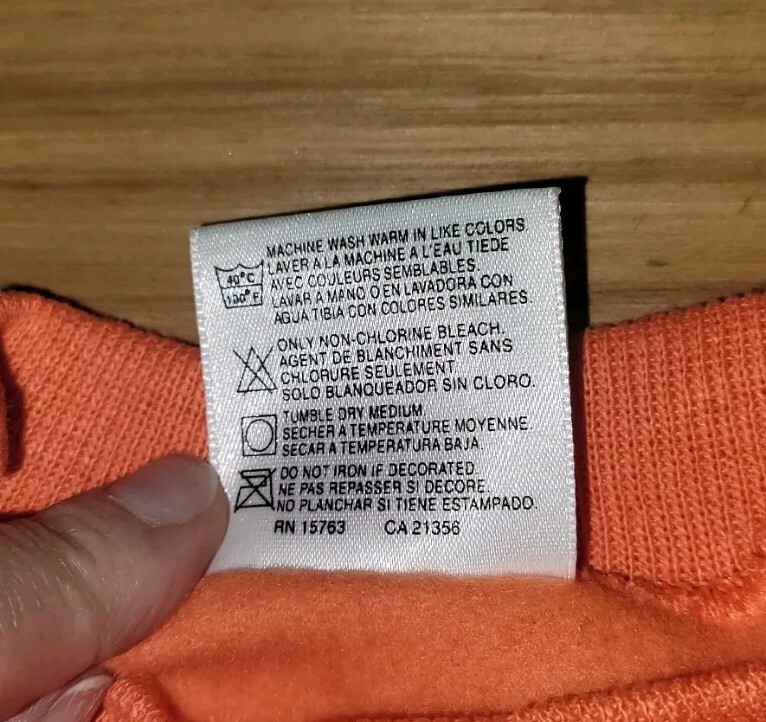 MACHINE WASH WARM IN LIKE COLORS
LAVER A LA MACHINE A L'EAU TIEDE
AVEC COULEURS SEMBLABLES.
LAVAR A MANO O EN LAVADORA CON
AGUA TIBIA CON COLORES SIMILARES.
40°C
100°F
ONLY NON-CHLORINE BLEACH.
AGENT DE BLANCHIMENT SANS
CHLORURE SEULEMENT
SOLO BLANQUEADOR SIN CLORO.
TUMBLE DRY MEDIUM
SECHER A TEMPERATURE MOYENNE
SECAR A TEMPERATURA BAJA.
DO NOT IRON IF DECORATED
NE PAS REPASSER SI DECORE
NO PLANCHAR SI TIENE ESTAMPADO.
RN 15763 CA 21356